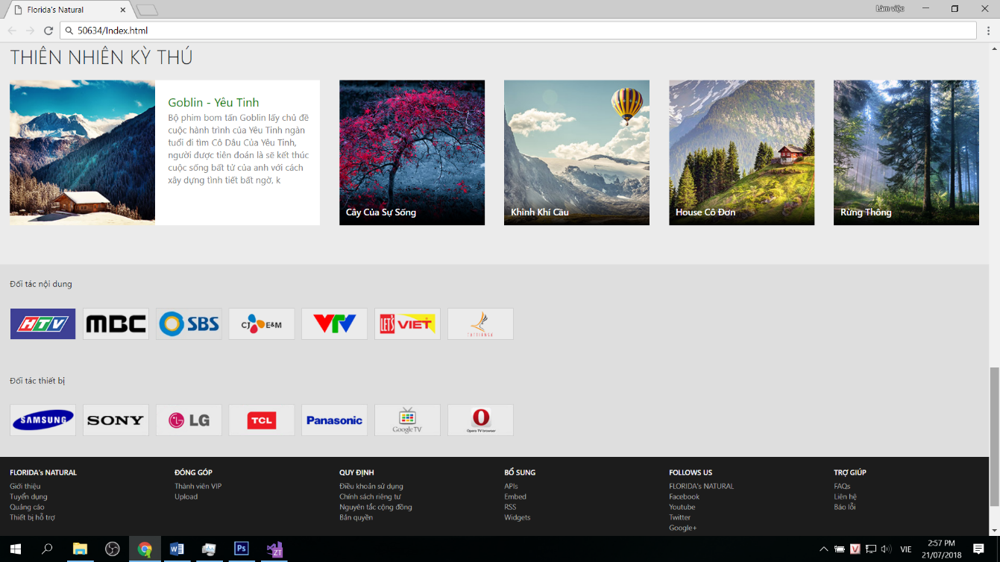 Florida's Natural
Làm việc
50634/Index.html
THIÊN NHIÊN KỲ THÚ
Goblin - Yêu Tinh
Bộ phim bom tấn Goblin lấy chủ đề
cuộc hành trình của Yêu Tinh ngàn
tuổi đi tìm Cô Dâu Của Yêu Tinh,
người được tiên đoán là sẽ kết thúc
cuộc sống bất tử của anh với cách
xây dựng tình tiết bất ngờ, k
Cây Của Sự Sống
Khinh Khí Cầu
House Cô Đơn
Rừng Thông
Đối tác nội dung
HTV
MBC
SBS
CJ E&M
VTV
LET'S VIET
Đối tác thiết bị
SAMSUNG
SONY
LG
TCL
Panasonic
Google TV
Opera TV browser
FLORIDA's NATURAL
Giới thiệu
Tuyển dụng
Quảng cáo
Thiết bị hỗ trợ
ĐÓNG GÓP
Thành viên VIP
Upload
QUY ĐỊNH
Điều khoản sử dụng
Chính sách riêng tư
Nguyên tắc cộng đồng
Bản quyền
BỔ SUNG
APIs
Embed
RSS
Widgets
FOLLOWS US
FLORIDA's NATURAL
Facebook
Youtube
Twitter
Google+
TRỢ GIÚP
FAQs
Liên hệ
Báo lỗi
Ps
ZT
V
VIE
2:57 PM
21/07/2018